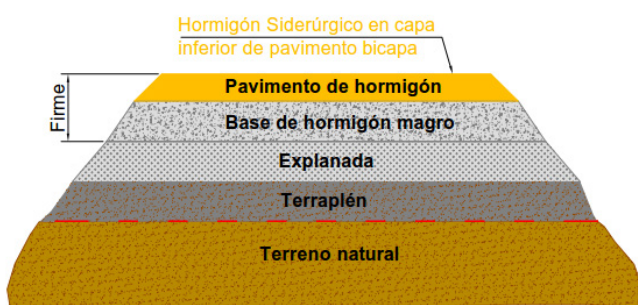 Hormigón Siderúrgico en capa
inferior de pavimento bicapa
Firme
Pavimento de hormigón
Base de hormigón magro
Explanada
Terraplén
Terreno natural